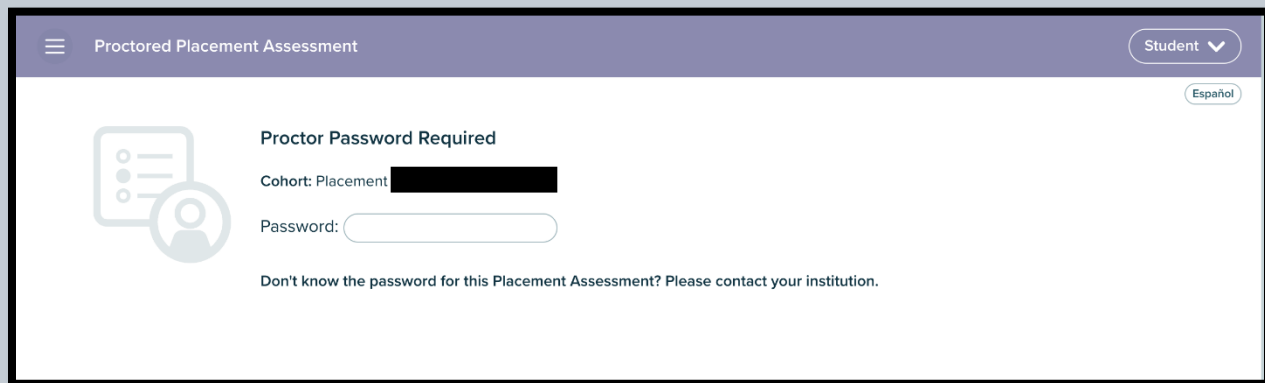 Proctored Placement Assessment
Student
Español
Proctor Password Required
Cohort: Placement
Password:
Don't know the password for this Placement Assessment? Please contact your institution.